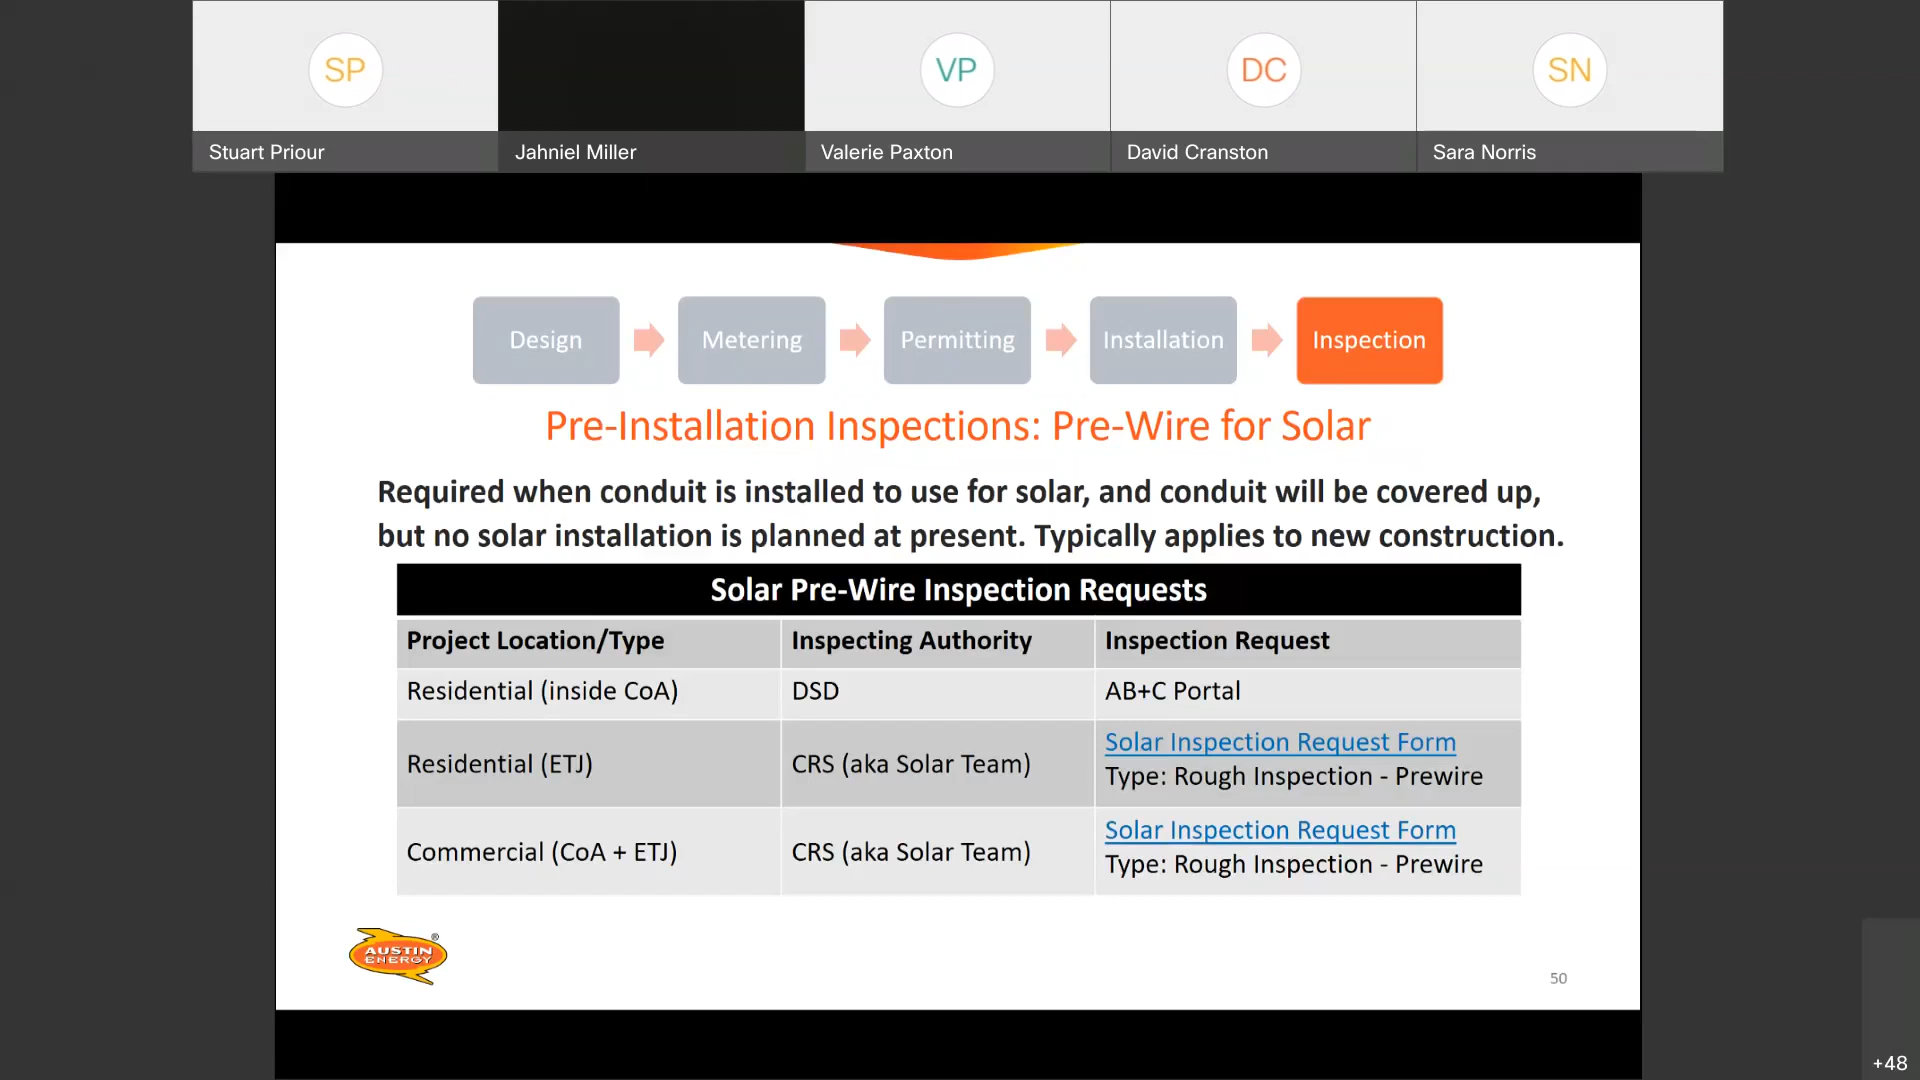 SP
VP
DC
SN
Stuart Priour
Jahniel Miller
Valerie Paxton
David Cranston
Sara Norris
Design
Metering
Permitting
Installation
Inspection
Pre-Installation Inspections: Pre-Wire for Solar
Required when conduit is installed to use for solar, and conduit will be covered up,
but no solar installation is planned at present. Typically applies to new construction.
Solar Pre-Wire Inspection Requests
Project Location/Type
Inspecting Authority
Inspection Request
Residential (inside CoA)
DSD
AB+C Portal
Residential (ETJ)
CRS (aka Solar Team)
Solar Inspection Request Form
Type: Rough Inspection - Prewire
Commercial (CoA + ETJ)
CRS (aka Solar Team)
Solar Inspection Request Form
Type: Rough Inspection - Prewire
AUSTIN
ENERGY
®
50
+48